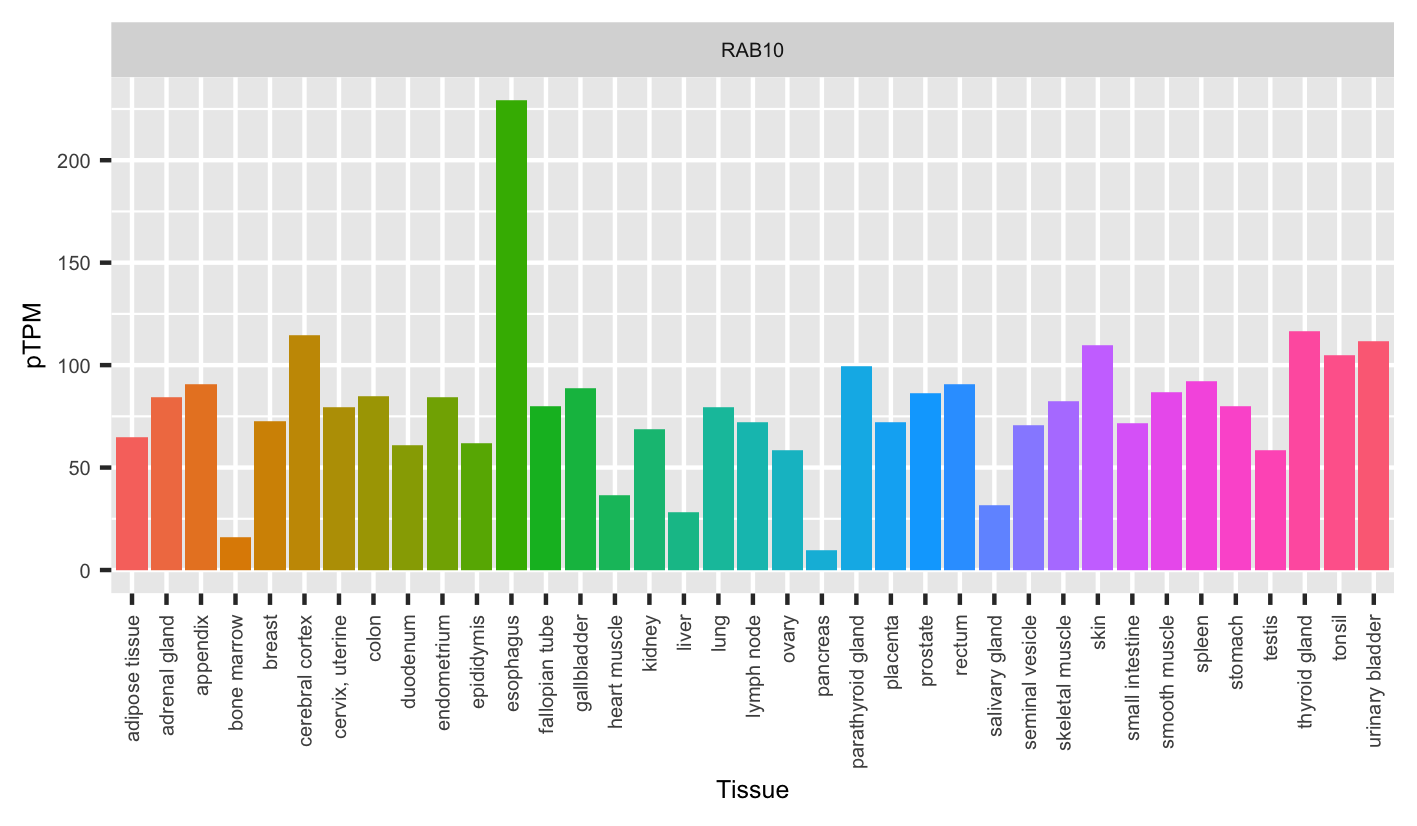 RAB10
pTPM
200
150
100
50
0
adipose tissue
adrenal gland
appendix
bone marrow
breast
cerebral cortex
cervix, uterine
colon
duodenum
endometrium
epididymis
esophagus
fallopian tube
gallbladder
heart muscle
kidney
liver
lung
lymph node
ovary
pancreas
parathyroid gland
placenta
prostate
rectum
salivary gland
seminal vesicle
skeletal muscle
skin
small intestine
smooth muscle
spleen
stomach
testis
thyroid gland
tonsil
urinary bladder
Tissue